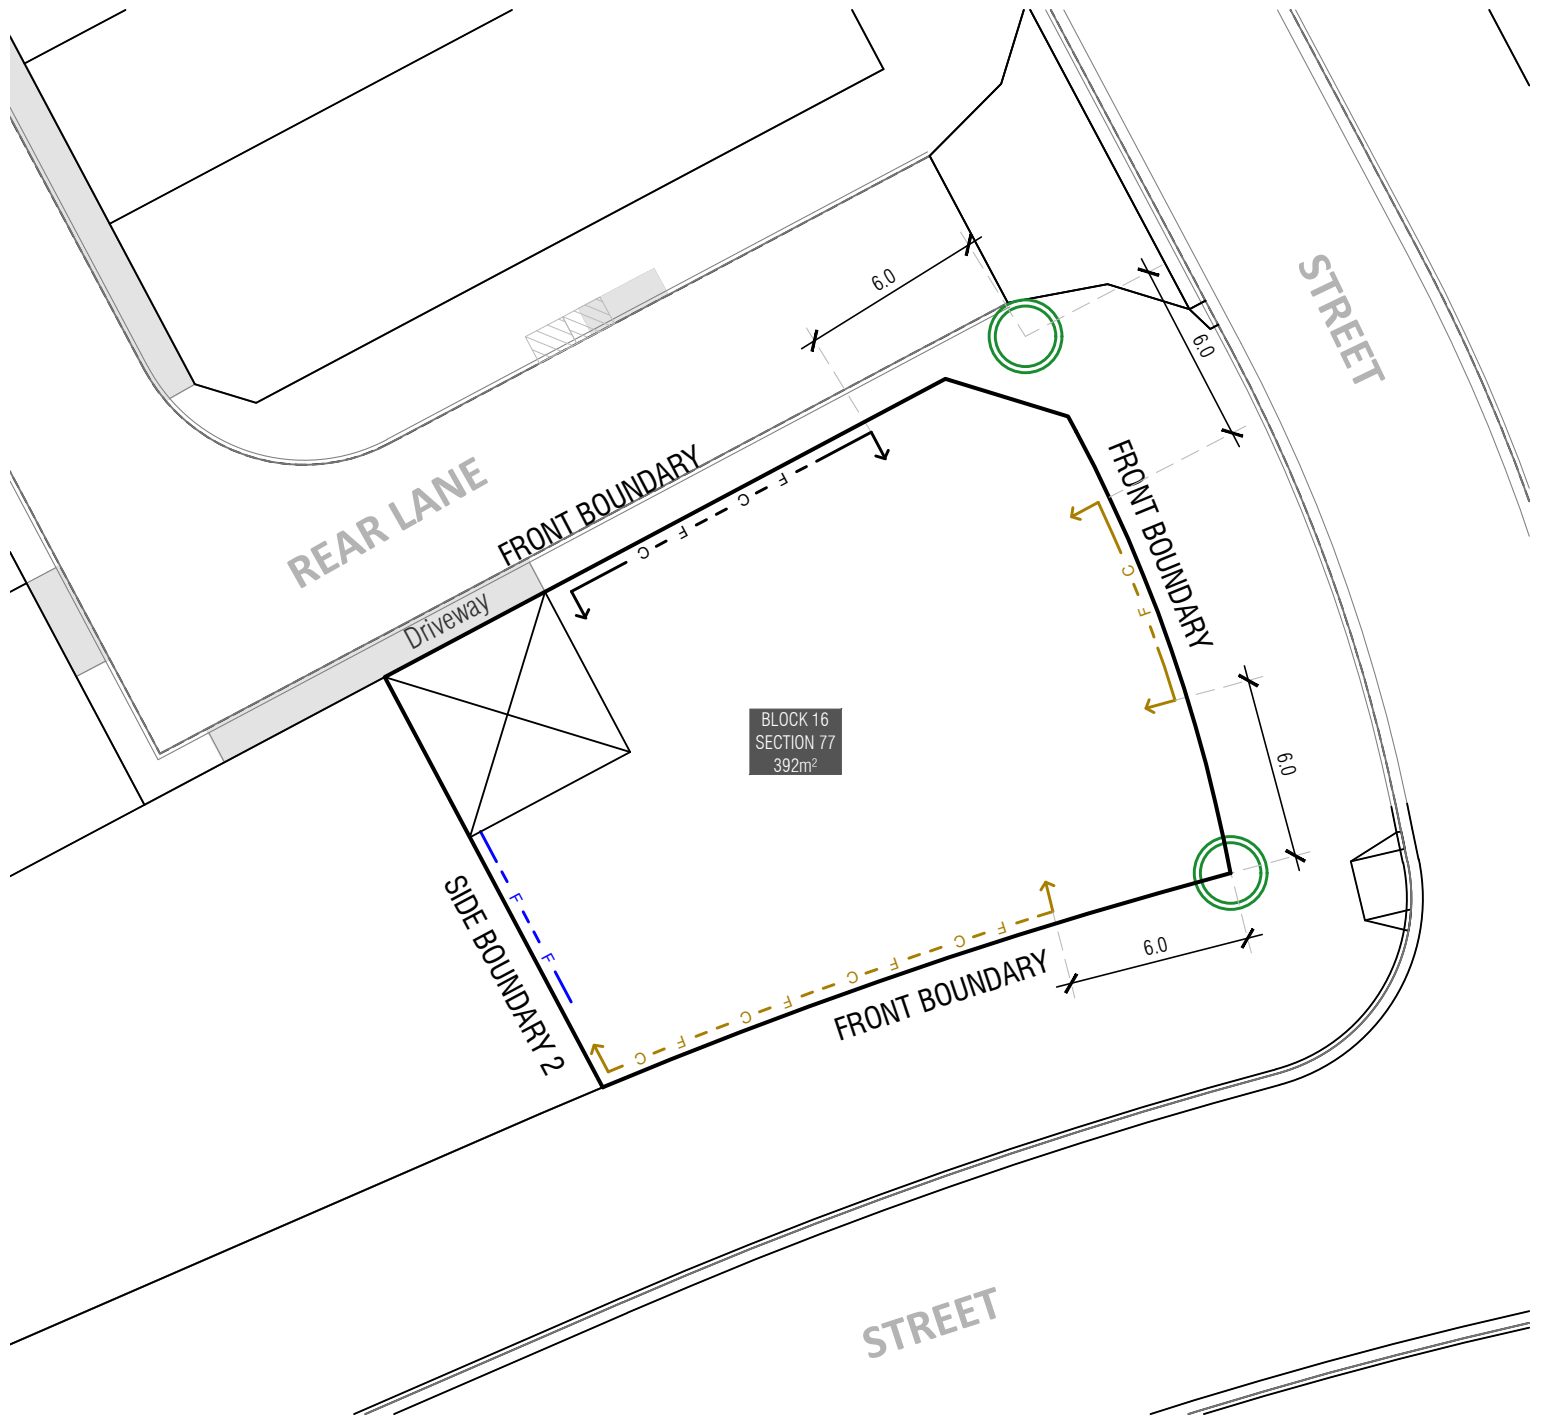 STREET
6.0
6.0
REAR LANE
FRONT BOUNDARY
F
C
F
C
FRONT BOUNDARY
C
F
Driveway
BLOCK 16
SECTION 77
392m²
6.0
SIDE BOUNDARY 2
F
F
6.0
FRONT BOUNDARY
C F C F C F C F
STREET